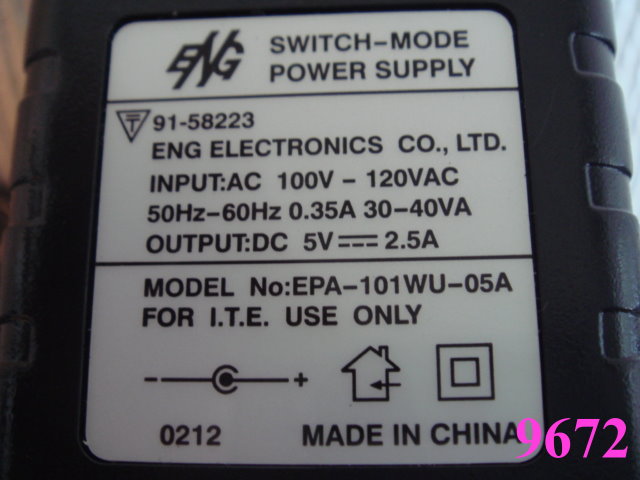 ENG
SWITCH-MODE
POWER SUPPLY
T 91-58223
ENG ELECTRONICS CO., LTD.
INPUT:AC 100V - 120VAC
50Hz-60Hz 0.35A 30-40VA
OUTPUT:DC 5V⎓2.5A
MODEL No:EPA-101WU-05A
FOR I.T.E. USE ONLY
- +
0212 MADE IN CHINA
9672